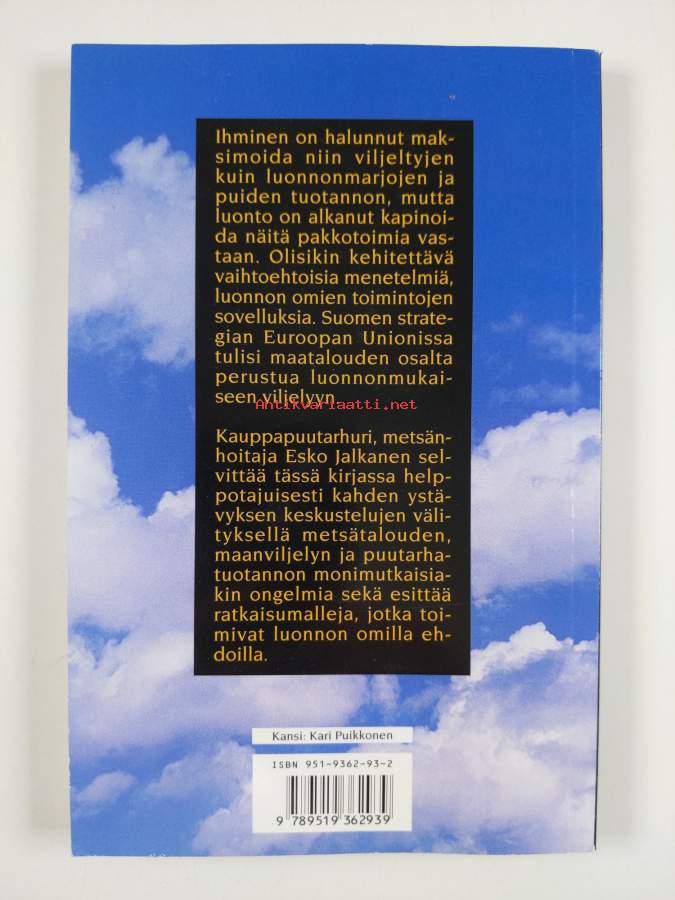 Ihminen on halunnut mak-
simoida niin viljeltyjen
kuin luonnonmarjojen ja
puiden tuotannon, mutta
luonto on alkanut kapinoi-
da näitä pakkotoimia vas-
taan. Olisikin kehitettävä
vaihtoehtoisia menetelmiä,
luonnon omien toimintojen
sovelluksia. Suomen strate-
gian Euroopan Unionissa
tulisi maatalouden osalta
perustua luonnonmukai-
seen viljelyyn.
Antikvariaatti.net
Kauppapuutarhuri, metsän-
hoitaja Esko Jalkanen sel-
vittää tässä kirjassa help-
potajuisesti kahden ystä-
vyksen keskustelujen väli-
tyksellä metsätalouden,
maanviljelyn ja puutarha-
tuotannon monimutkaisia-
kin ongelmia sekä esittää
ratkaisumalleja, jotka toi-
mivat luonnon omilla eh-
doilla.
Kansi: Kari Puikkonen
ISBN 951-9362-93-2
9 789519 362939